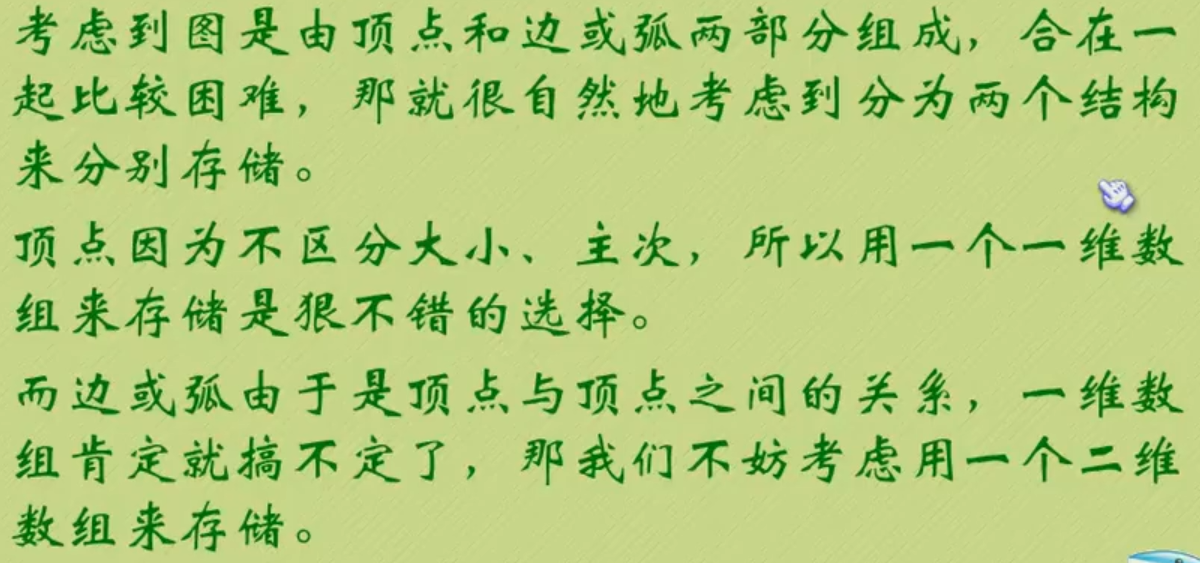 考虑到图是由顶点和边或弧两部分组成，合在一
起比较困难，那就很自然地考虑到分为两个结构
来分别存储。
顶点因为不区分大小、主次，所以用一个一维数
组来存储是狠不错的选择。
而边或弧由于是顶点与顶点之间的关系，一维数
组肯定就搞不定了，那我们不妨考虑用一个二维
数组来存储。